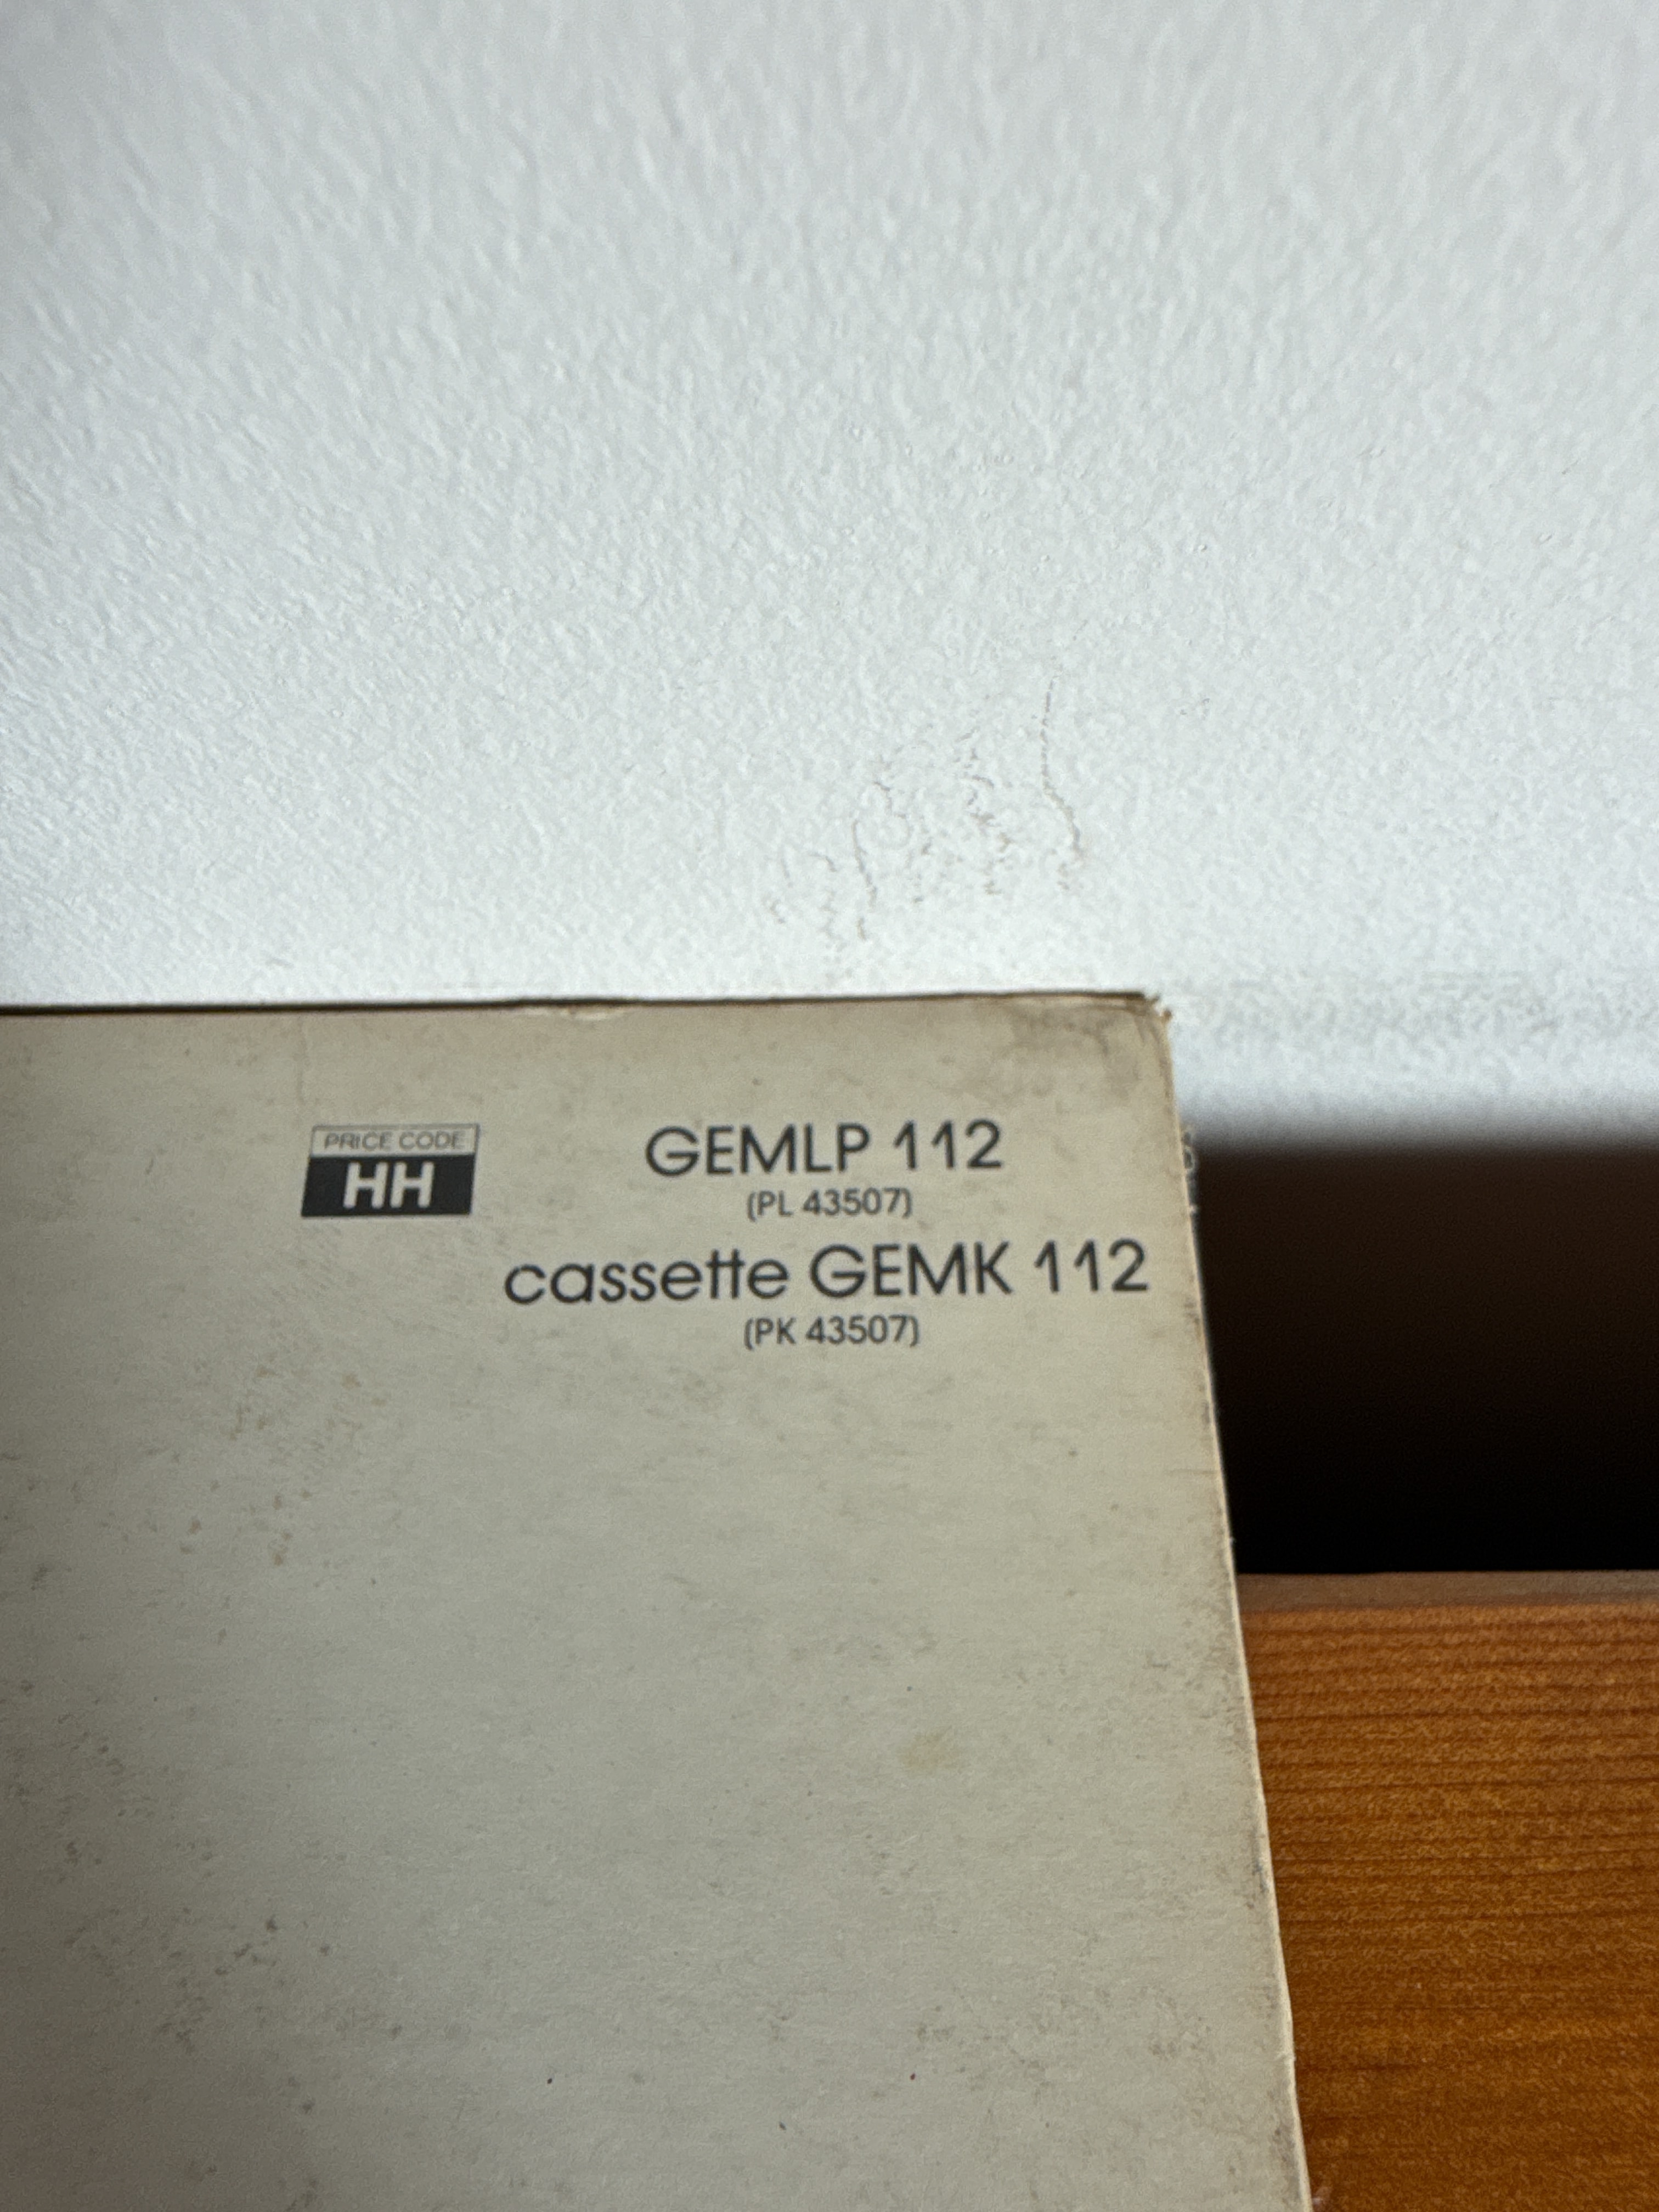 PRICE CODE
HH
GEMLP 112
(PL 43507)
cassette GEMK 112
(PK 43507)